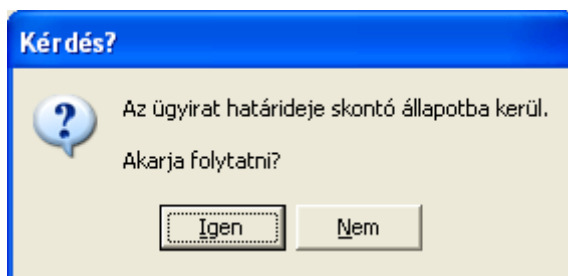 Kérdés?
Az ügyirat határideje skontó állapotba kerül.
Akarja folytatni?
Igen
Nem